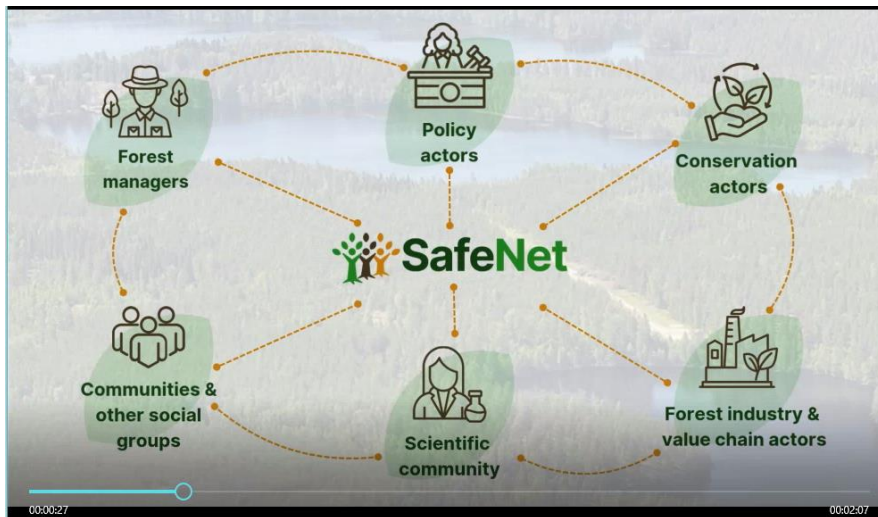 Policy
actors
Forest
managers
Conservation
actors
SafeNet
Communities &
other social
groups
Scientific
community
Forest industry &
value chain actors
00:00:27
00:02:07